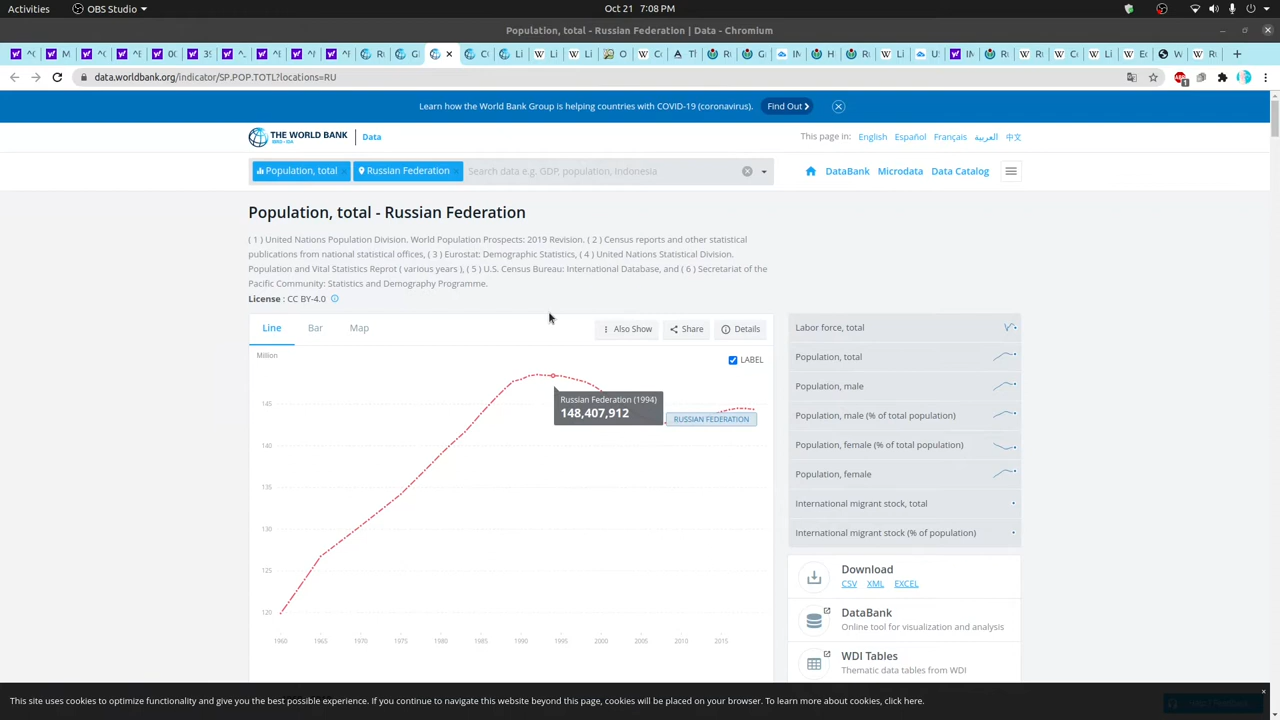 Activities
OBS Studio
Oct 21 7:08 PM
Population, total - Russian Federation | Data - Chromium
data.worldbank.org/indicator/SP.POP.TOTL?locations=RU
Learn how the World Bank Group is helping countries with COVID-19 (coronavirus).
Find Out
THE WORLD BANK
IBRD • IDA
Data
This page in: English Español Français العربية 中文
Population, total
Russian Federation
Search data e.g. GDP, population, Indonesia
DataBank Microdata Data Catalog
Population, total - Russian Federation
( 1 ) United Nations Population Division. World Population Prospects: 2019 Revision. ( 2 ) Census reports and other statistical
publications from national statistical offices, ( 3 ) Eurostat: Demographic Statistics, ( 4 ) United Nations Statistical Division.
Population and Vital Statistics Reprot ( various years ), ( 5 ) U.S. Census Bureau: International Database, and ( 6 ) Secretariat of the
Pacific Community: Statistics and Demography Programme.
License : CC BY-4.0
Line Bar Map
Also Show Share Details
Million
LABEL
145
140
135
130
125
120
Russian Federation (1994)
148,407,912
RUSSIAN FEDERATION
1960 1965 1970 1975 1980 1985 1990 1995 2000 2005 2010 2015
Labor force, total
Population, total
Population, male
Population, male (% of total population)
Population, female (% of total population)
Population, female
International migrant stock, total
International migrant stock (% of population)
Download
CSV XML EXCEL
DataBank
Online tool for visualization and analysis
WDI Tables
Thematic data tables from WDI
This site uses cookies to optimize functionality and give you the best possible experience. If you continue to navigate this website beyond this page, cookies will be placed on your browser. To learn more about cookies, click here.